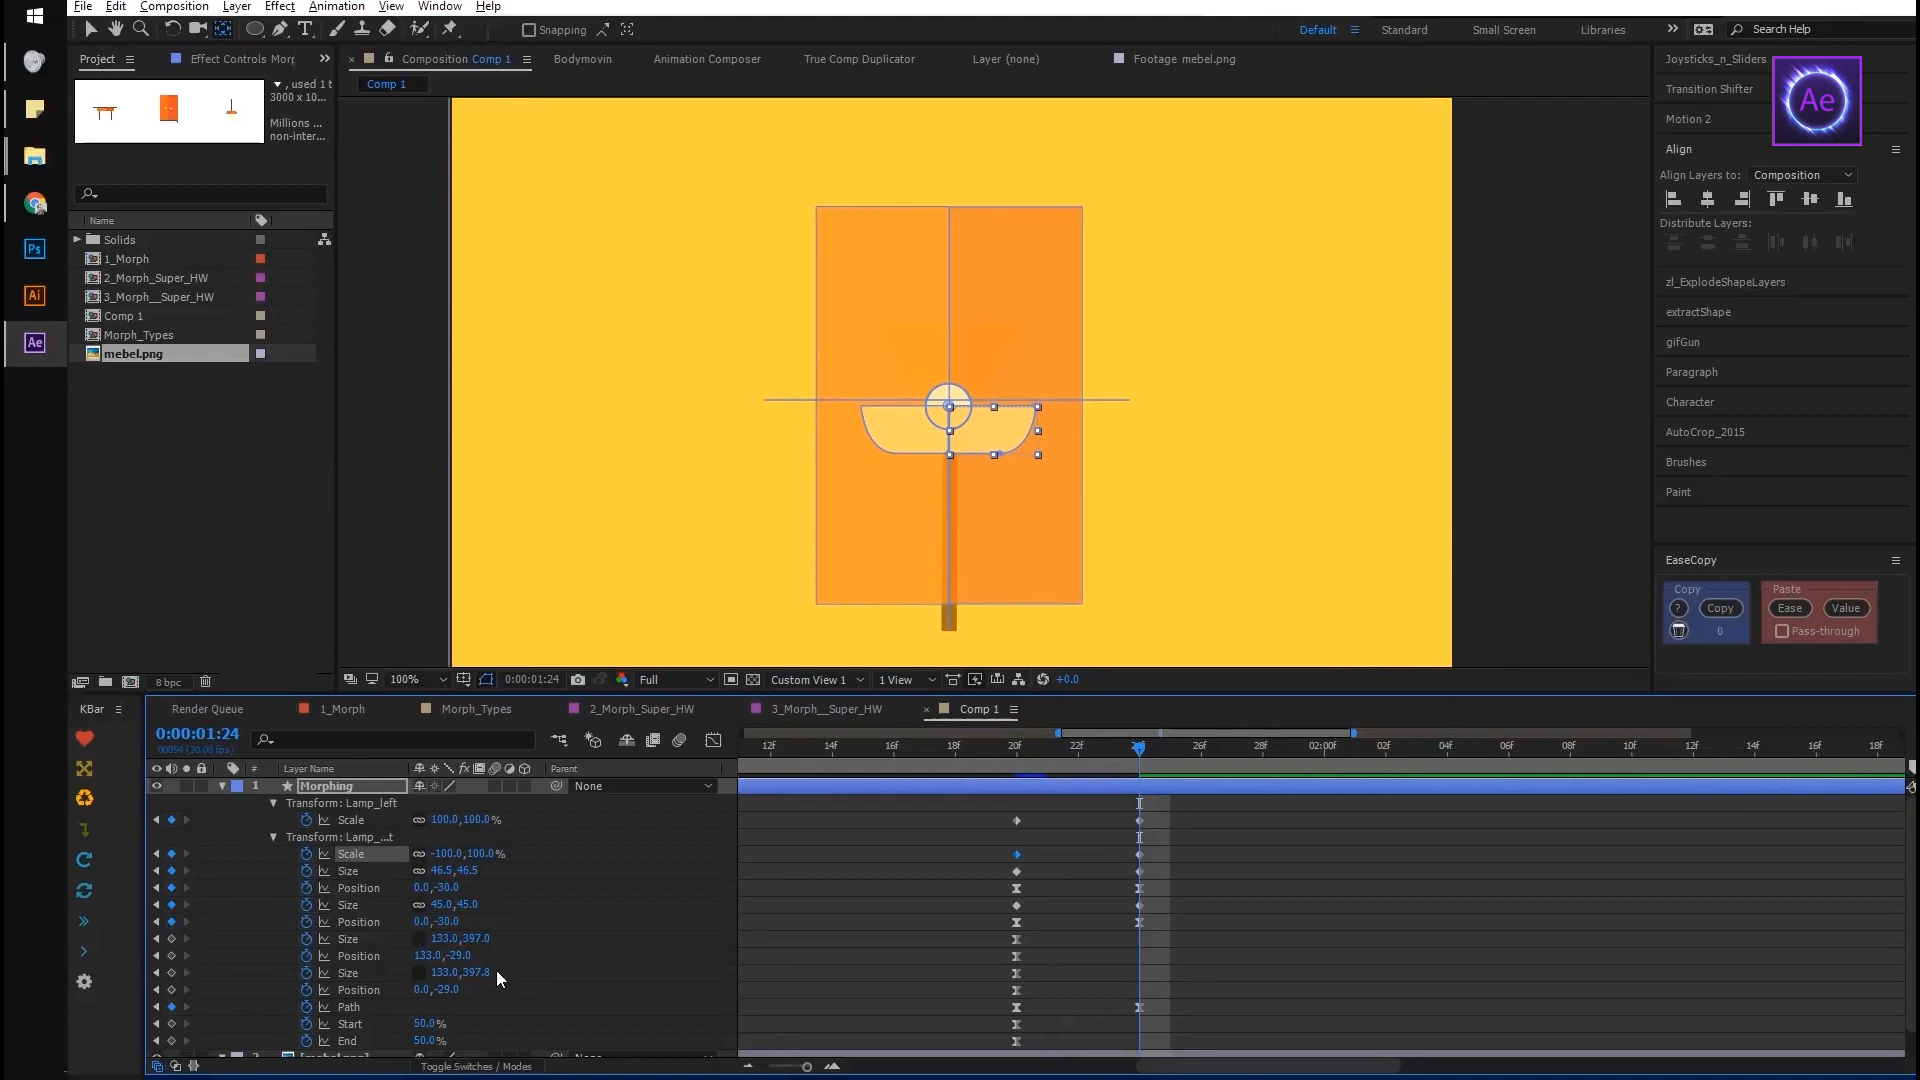 File Edit Composition Layer Effect Animation View Window Help
Snapping Default Standard Small Screen Libraries Search Help
Project Effect Controls Mor Composition Comp 1 Bodymovin Animation Composer True Comp Duplicator Layer (none) Footage mebel.png
Comp 1
, used 1 t
3000 x 10...
Millions ...
non-inter...
Name
Solids
1_Morph
2_Morph_Super_HW
3_Morph__Super_HW
Comp 1
Morph_Types
mebel.png
8 bpc
Ps
Ai
Ae
100% 0:00:01:24 Full Custom View 1 1 View +0.0
Joysticks_n_Sliders
Transition Shifter
Motion 2
Ae
Align
Align Layers to: Composition
Distribute Layers:
zl_ExplodeShapeLayers
extractShape
gifGun
Paragraph
Character
AutoCrop_2015
Brushes
Paint
EaseCopy
Copy Paste
? Copy Ease Value
0 Pass-through
KBar Render Queue 1_Morph Morph_Types 2_Morph_Super_HW 3_Morph__Super_HW × Comp 1
0:00:01:24
00054 (30.00 fps)
12f 14f 16f 18f 20f 22f 26f 02:00f 02f 04f 06f 08f 10f 12f 14f 16f 18f
# Layer Name fx Parent
1 Morphing None
Transform: Lamp_left
Scale 100.0,100.0%
Transform: Lamp_...t
Scale -100.0,100.0%
Size 46.5,46.5
Position 0.0,-30.0
Size 45.0,45.0
Position 0.0,-30.0
Size 133.0,397.0
Position 133.0,-29.0
Size 133.0,397.8
Position 0.0,-29.0
Path
Start 50.0%
End 50.0%
Toggle Switches / Modes